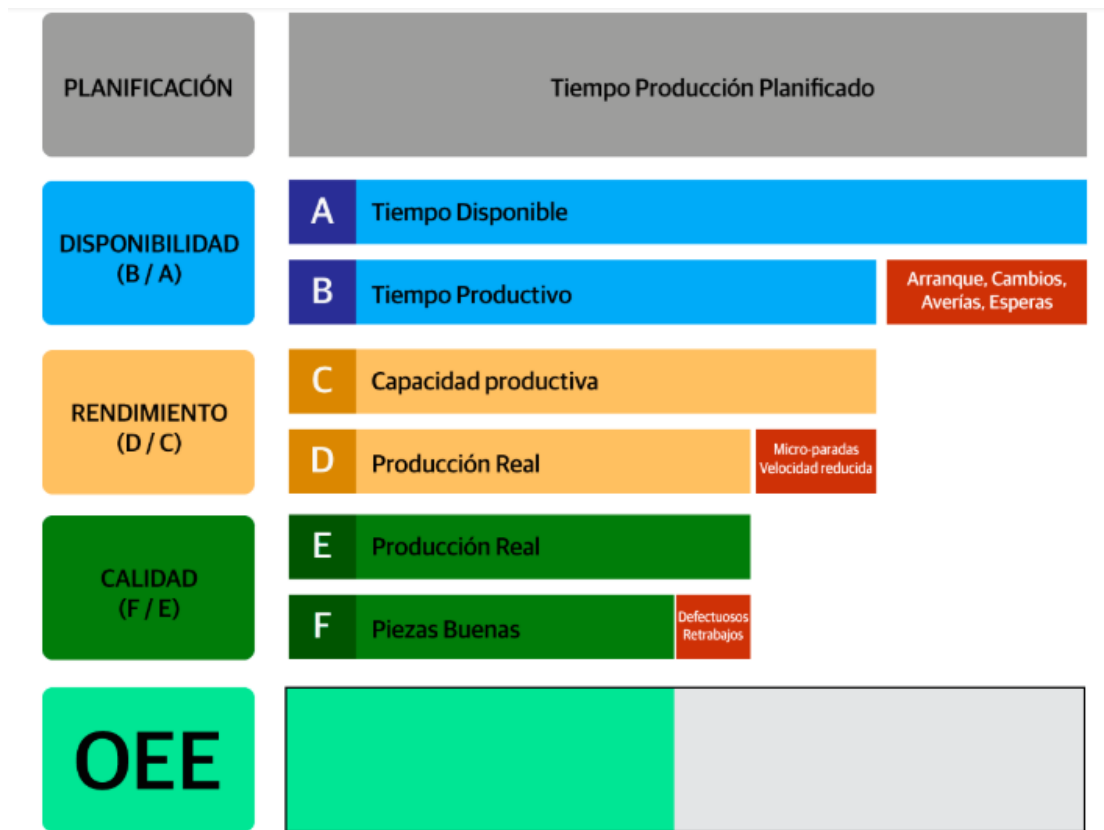 PLANIFICACIÓN
Tiempo Producción Planificado
DISPONIBILIDAD
(B / A)
A
Tiempo Disponible
B
Tiempo Productivo
Arranque, Cambios,
Averías, Esperas
RENDIMIENTO
(D / C)
C
Capacidad productiva
D
Producción Real
Micro-paradas
Velocidad reducida
CALIDAD
(F / E)
E
Producción Real
F
Piezas Buenas
Defectuosos
Retrabajos
OEE